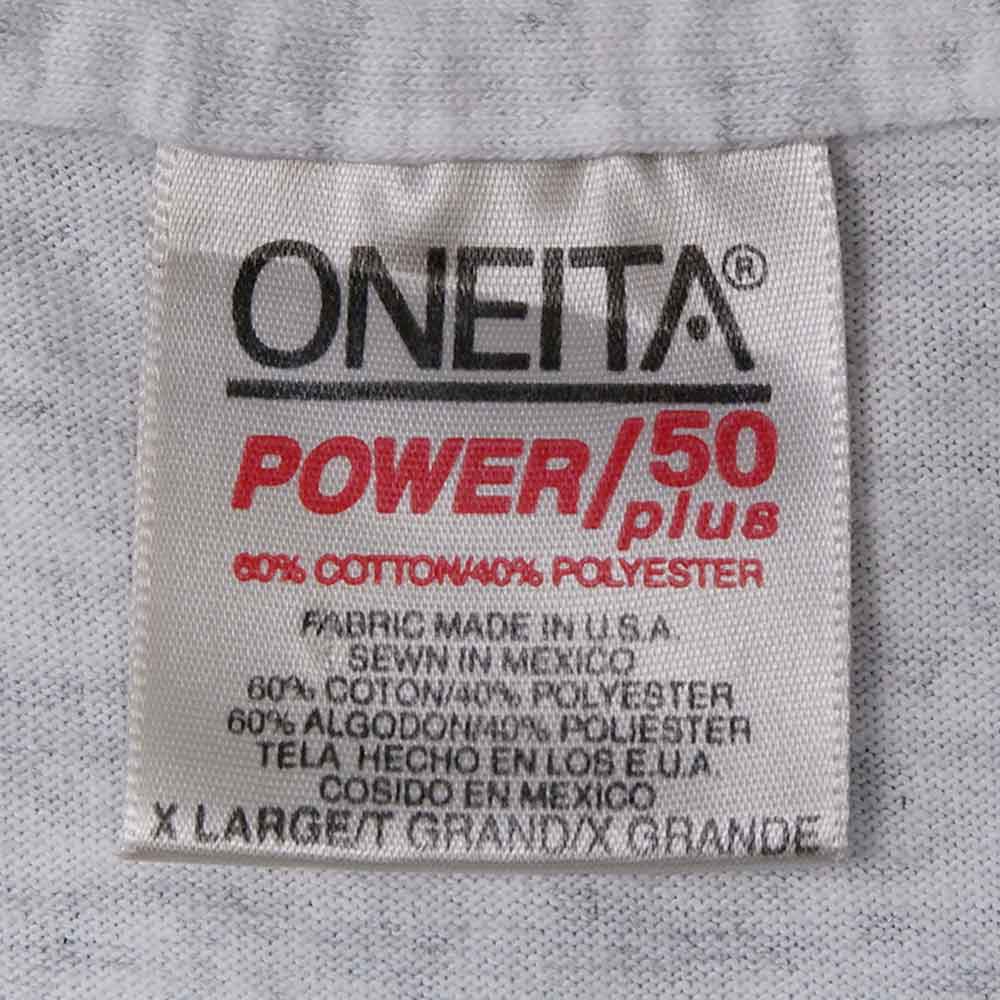 ONEITA®
POWER/50 plus
60% COTTON/40% POLYESTER
FABRIC MADE IN U.S.A.
SEWN IN MEXICO
60% COTON/40% POLYESTER
60% ALGODON/40% POLIESTER
TELA HECHO EN LOS E.U.A.
COSIDO EN MEXICO
X LARGE/T GRAND/X GRANDE